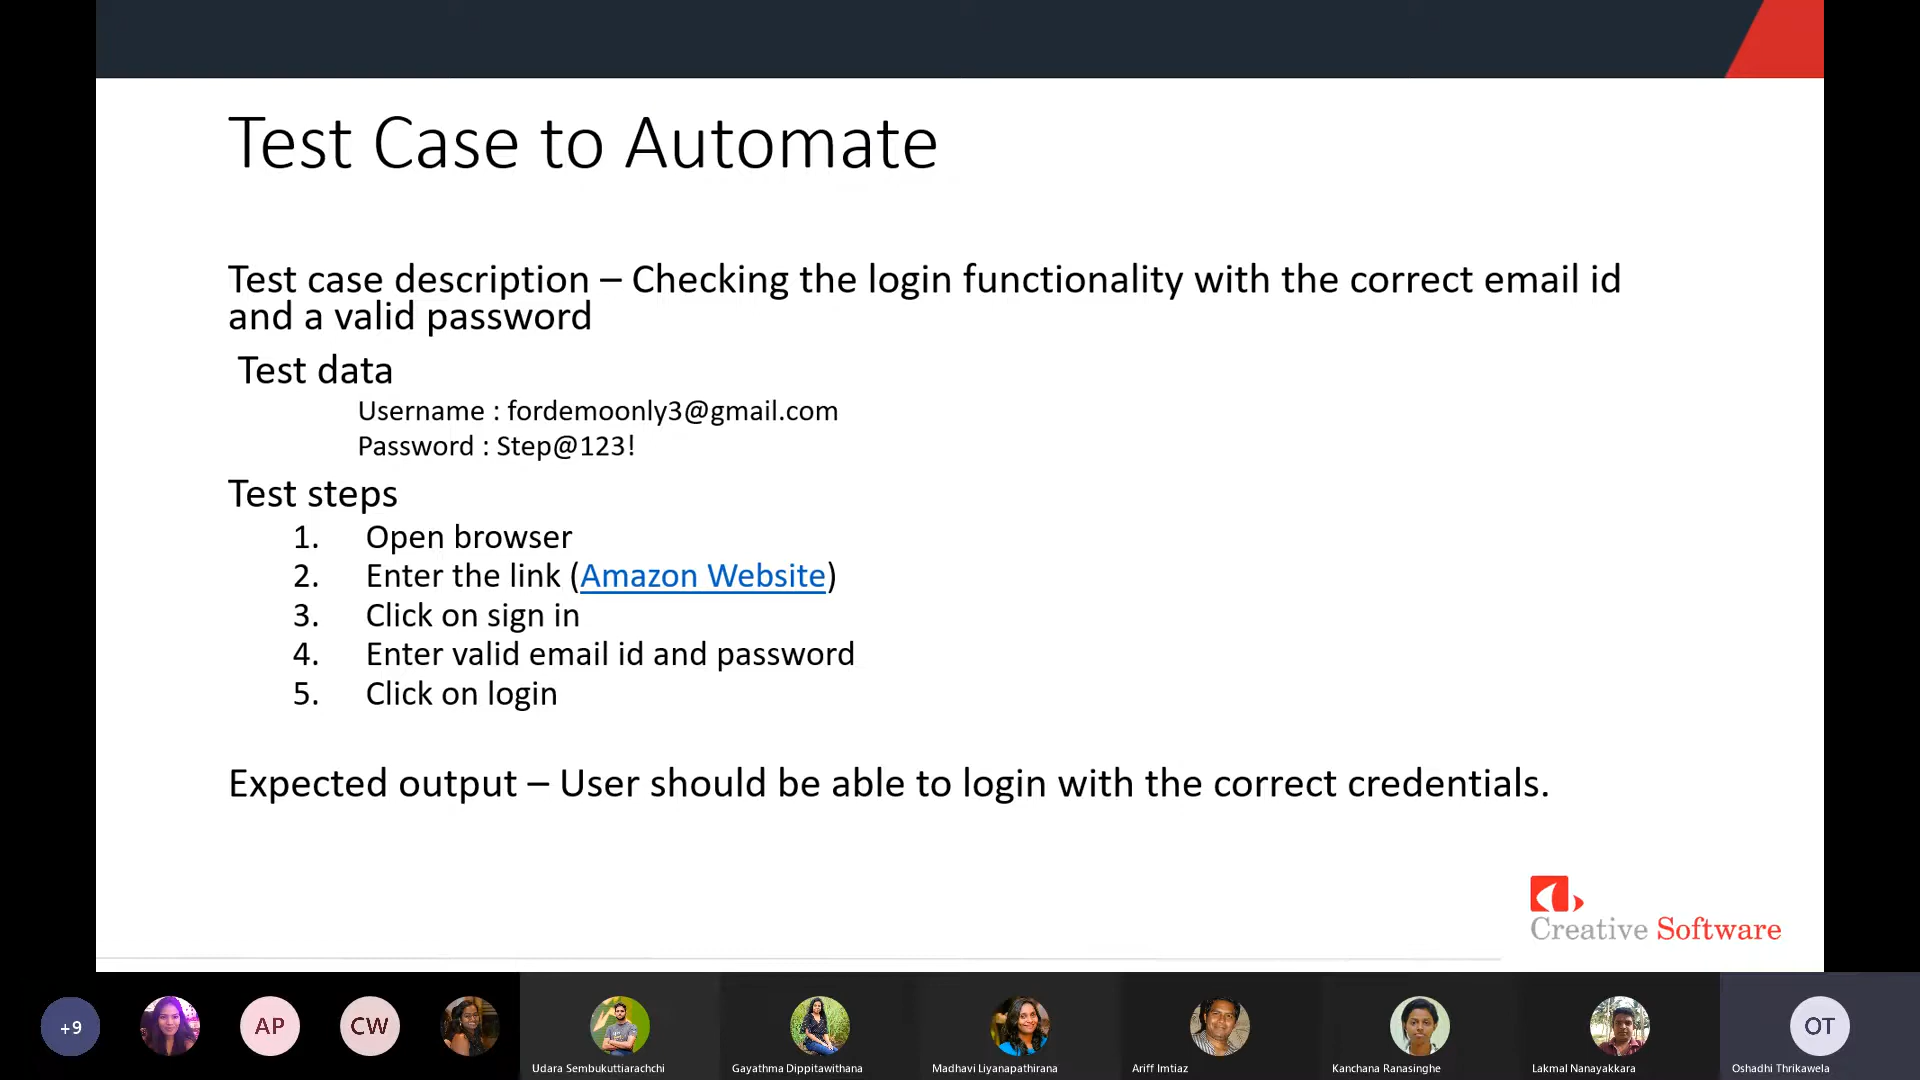 Test Case to Automate
Test case description – Checking the login functionality with the correct email id
and a valid password
Test data
Username : fordemoonly3@gmail.com
Password : Step@123!
Test steps
1. Open browser
2. Enter the link (Amazon Website)
3. Click on sign in
4. Enter valid email id and password
5. Click on login
Expected output – User should be able to login with the correct credentials.
Creative Software
+9
AP
CW
OT
Udara Sembukuttiarachchi
Gayathma Dippitawithana
Madhavi Liyanapathirana
Ariff Imtiaz
Kanchana Ranasinghe
Lakmal Nanayakkara
Oshadhi Thrikawela